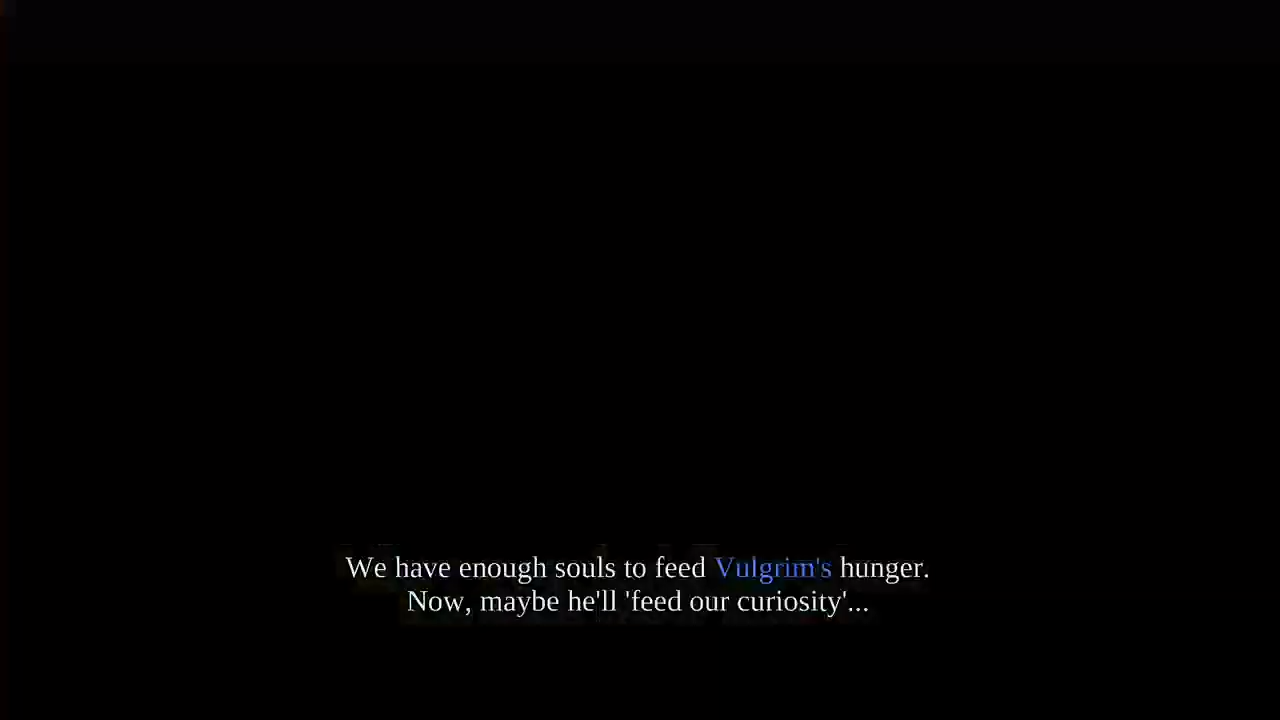 We have enough souls to feed Vulgrim's hunger.
Now, maybe he'll 'feed our curiosity'...